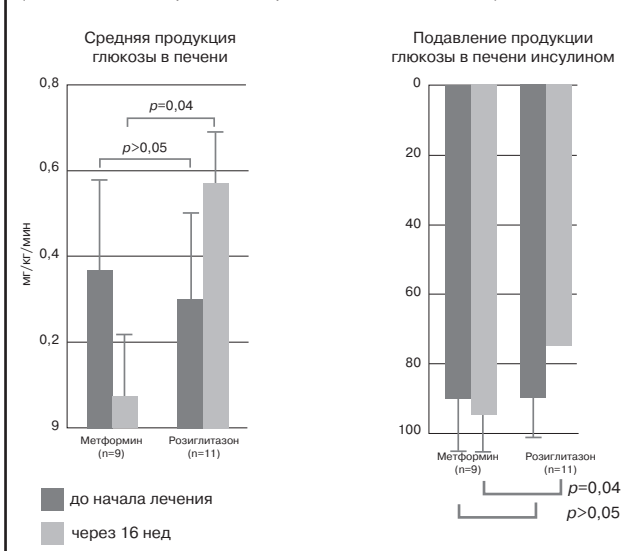 Средняя продукция
глюкозы в печени
0,8
0,6
0,4
0,2
9
мг/кг/мин
p=0,04
p>0,05
Метформин
(n=9)
Розиглитазон
(n=11)
до начала лечения
через 16 нед
Подавление продукции
глюкозы в печени инсулином
0
20
40
60
80
100
Метформин
(n=9)
Розиглитазон
(n=11)
p=0,04
p>0,05